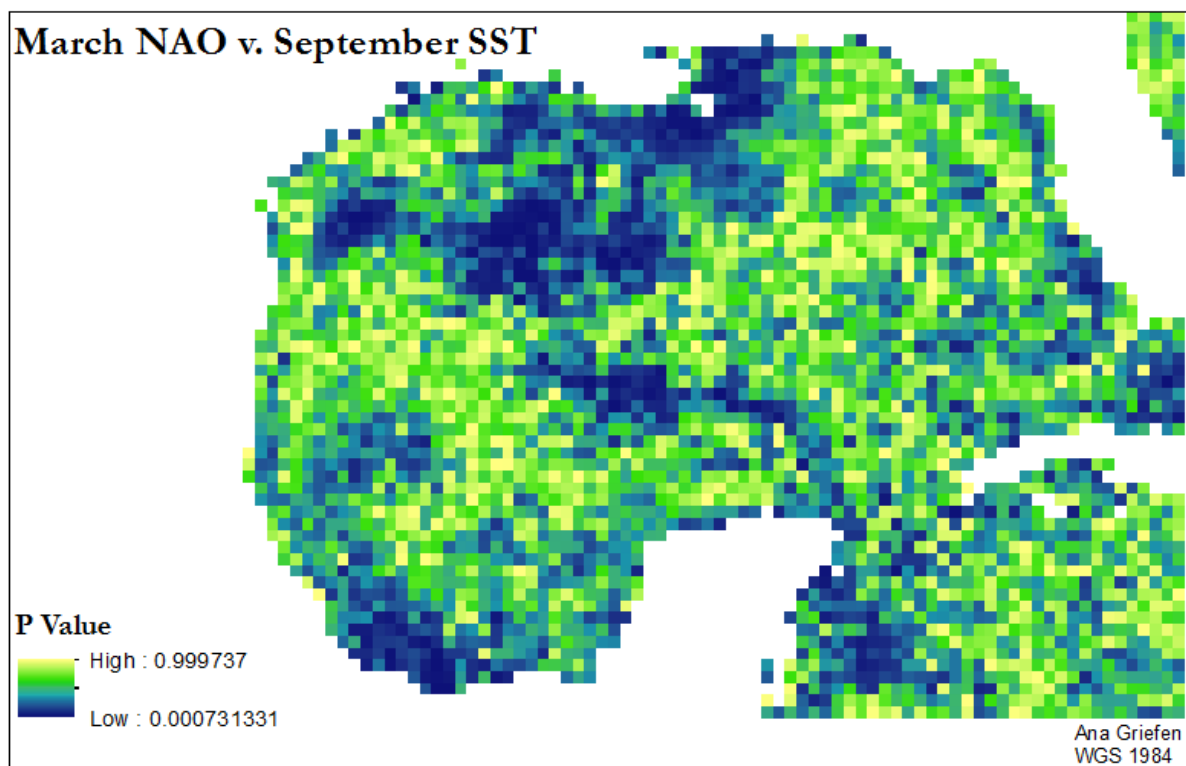 March NAO v. September SST
P Value
High : 0.999737
Low : 0.000731331
Ana Griefen
WGS 1984